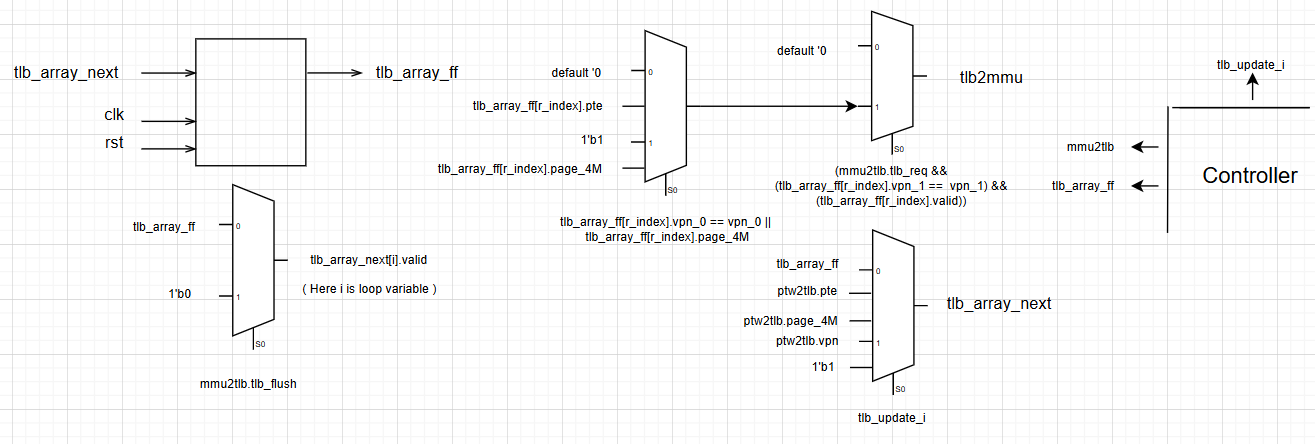 tlb_array_next
clk
rst
tlb_array_ff
tlb_array_ff
0
1'b0
1
S0
tlb_array_next[i].valid
( Here i is loop variable )
mmu2tlb.tlb_flush
default '0
0
tlb_array_ff[r_index].pte
1'b1
1
tlb_array_ff[r_index].page_4M
S0
tlb_array_ff[r_index].vpn_0 == vpn_0 ||
tlb_array_ff[r_index].page_4M
default '0
0
1
S0
tlb2mmu
(mmu2tlb.tlb_req &&
(tlb_array_ff[r_index].vpn_1 == vpn_1) &&
(tlb_array_ff[r_index].valid))
tlb_array_ff
0
ptw2tlb.pte
ptw2tlb.page_4M
ptw2tlb.vpn
1
1'b1
S0
tlb_array_next
tlb_update_i
tlb_update_i
mmu2tlb
tlb_array_ff
Controller